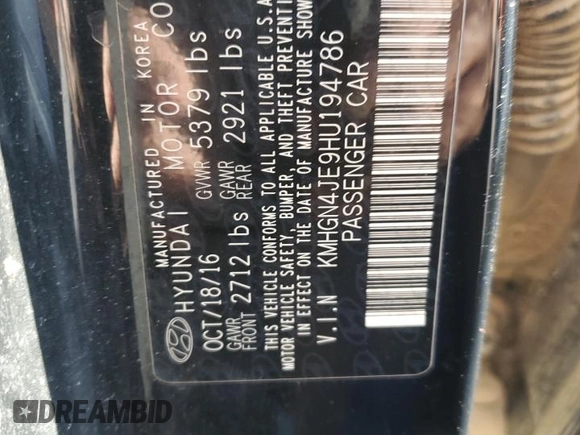 MANUFACTURED IN KOREA
HYUNDAI MOTOR CO
OCT/18/16 GVWR 5379 lbs
GAWR FRONT 2712 lbs GAWR REAR 2921 lbs
THIS VEHICLE CONFORMS TO ALL APPLICABLE U.S.A
MOTOR VEHICLE SAFETY, BUMPER, AND THEFT PREVENTI
IN EFFECT ON THE DATE OF MANUFACTURE SHOWN
V.I.N KMHGN4JE9HU194786
PASSENGER CAR
DREAMBID